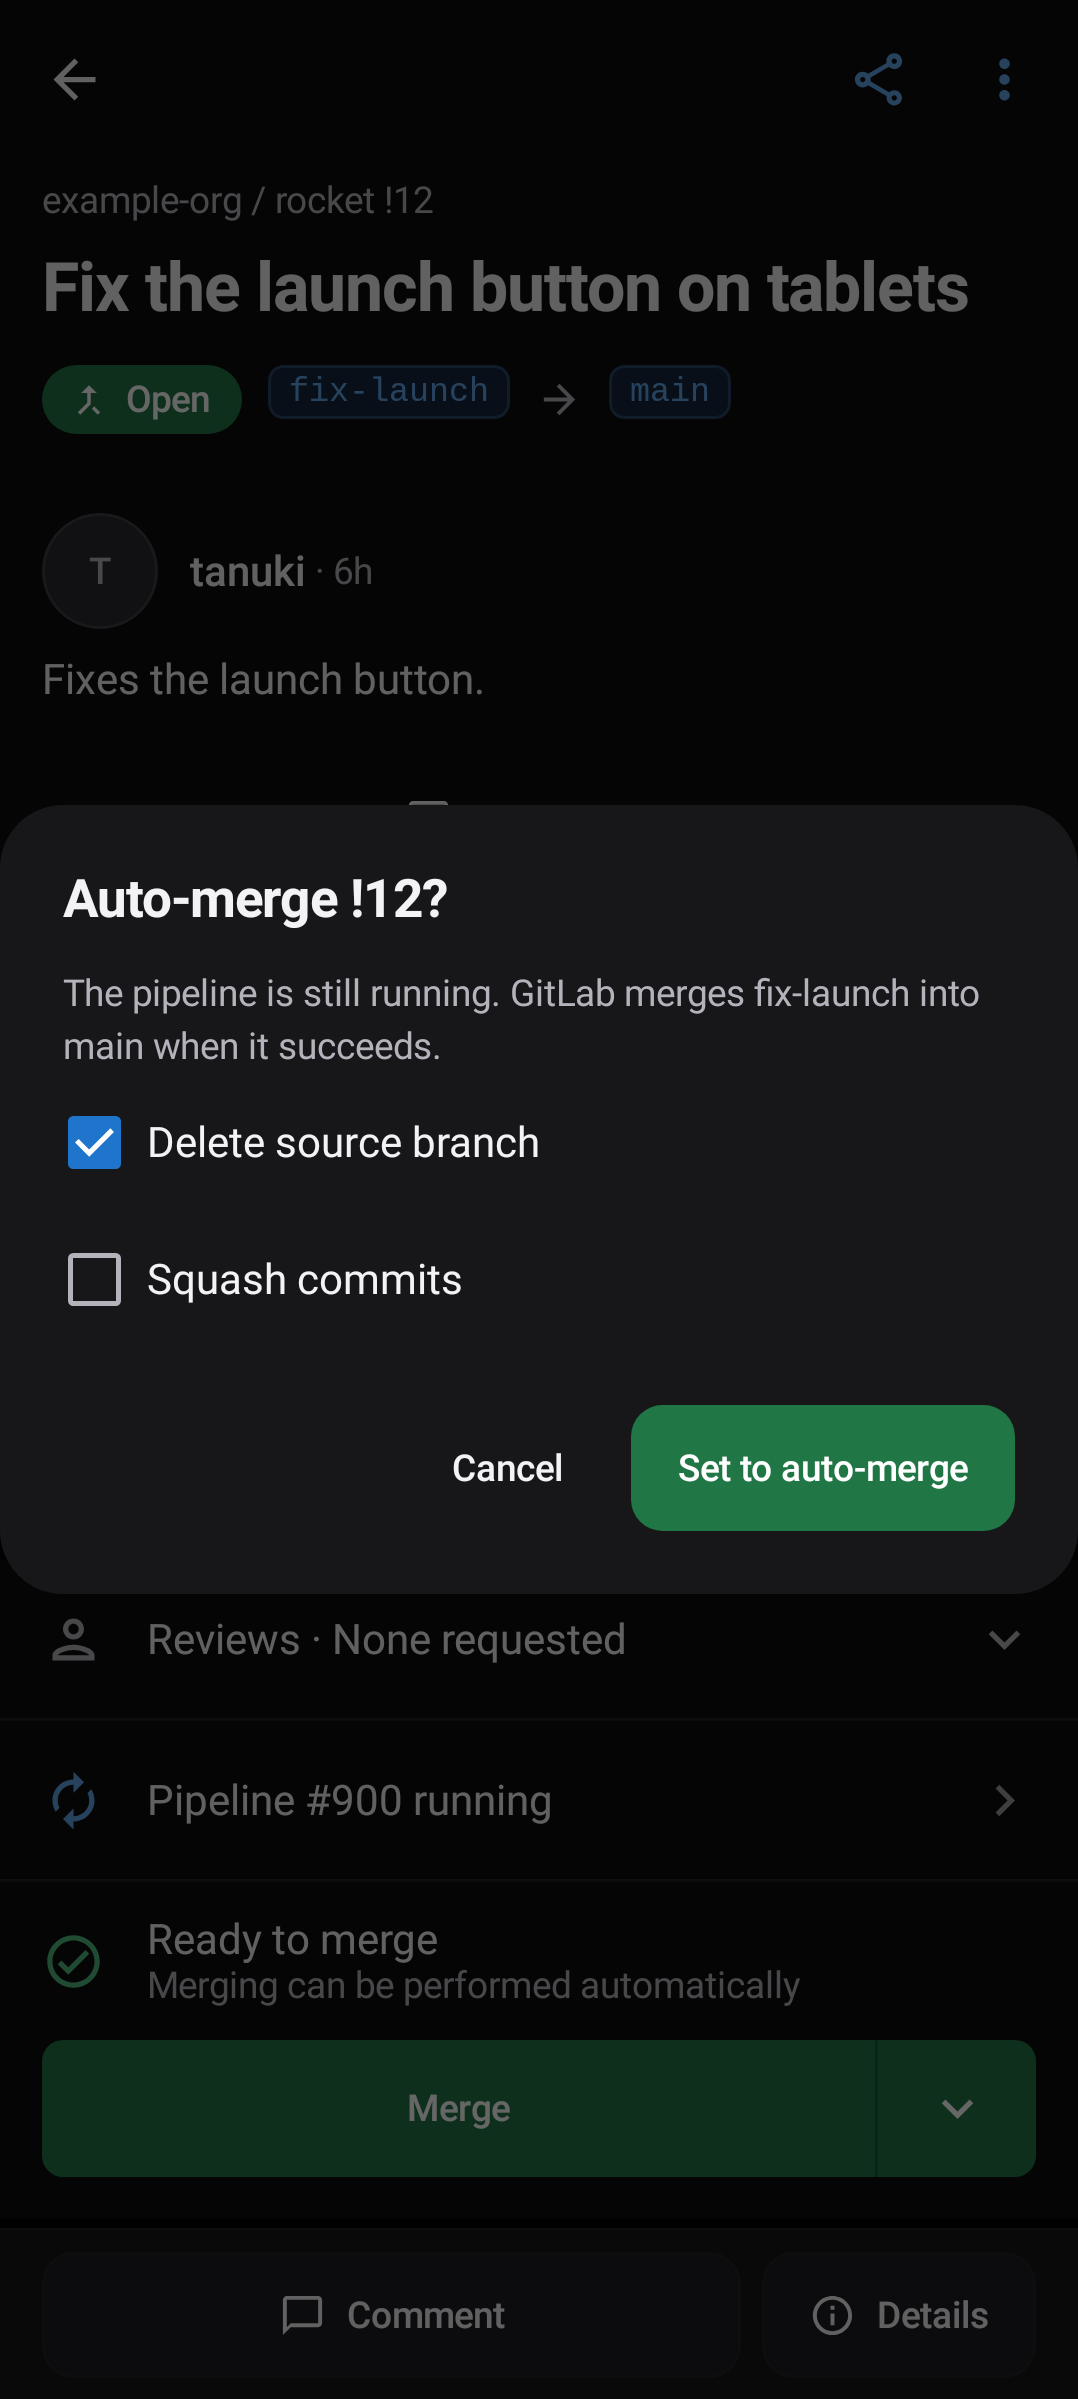 example-org / rocket !12
Fix the launch button on tablets
Open
fix-launch
main
T
tanuki · 6h
Fixes the launch button.
Auto-merge !12?
The pipeline is still running. GitLab merges fix-launch into
main when it succeeds.
Delete source branch
Squash commits
Cancel
Set to auto-merge
Reviews · None requested
Pipeline #900 running
Ready to merge
Merging can be performed automatically
Merge
Comment
Details